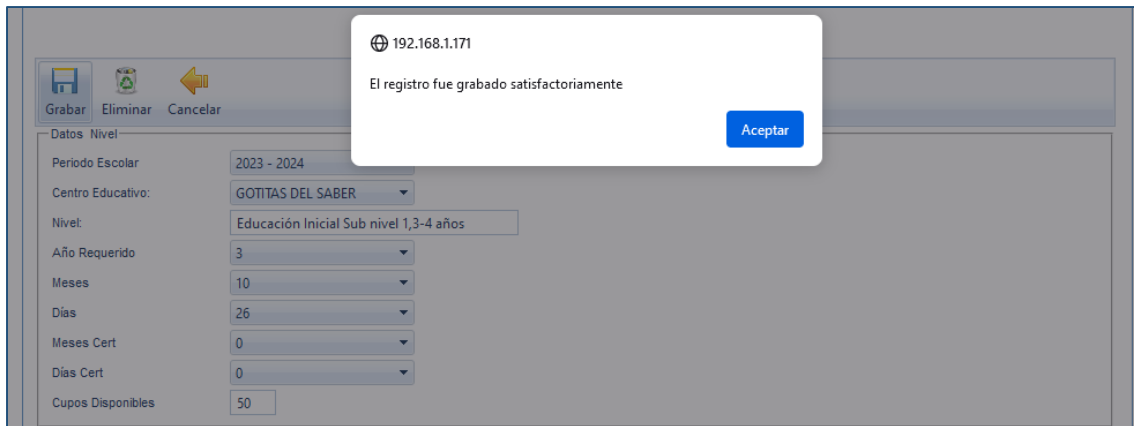 192.168.1.171
El registro fue grabado satisfactoriamente
Aceptar
Grabar Eliminar Cancelar
Datos Nivel
Periodo Escolar 2023 - 2024
Centro Educativo: GOTITAS DEL SABER
Nivel: Educación Inicial Sub nivel 1,3-4 años
Año Requerido 3
Meses 10
Días 26
Meses Cert 0
Días Cert 0
Cupos Disponibles 50